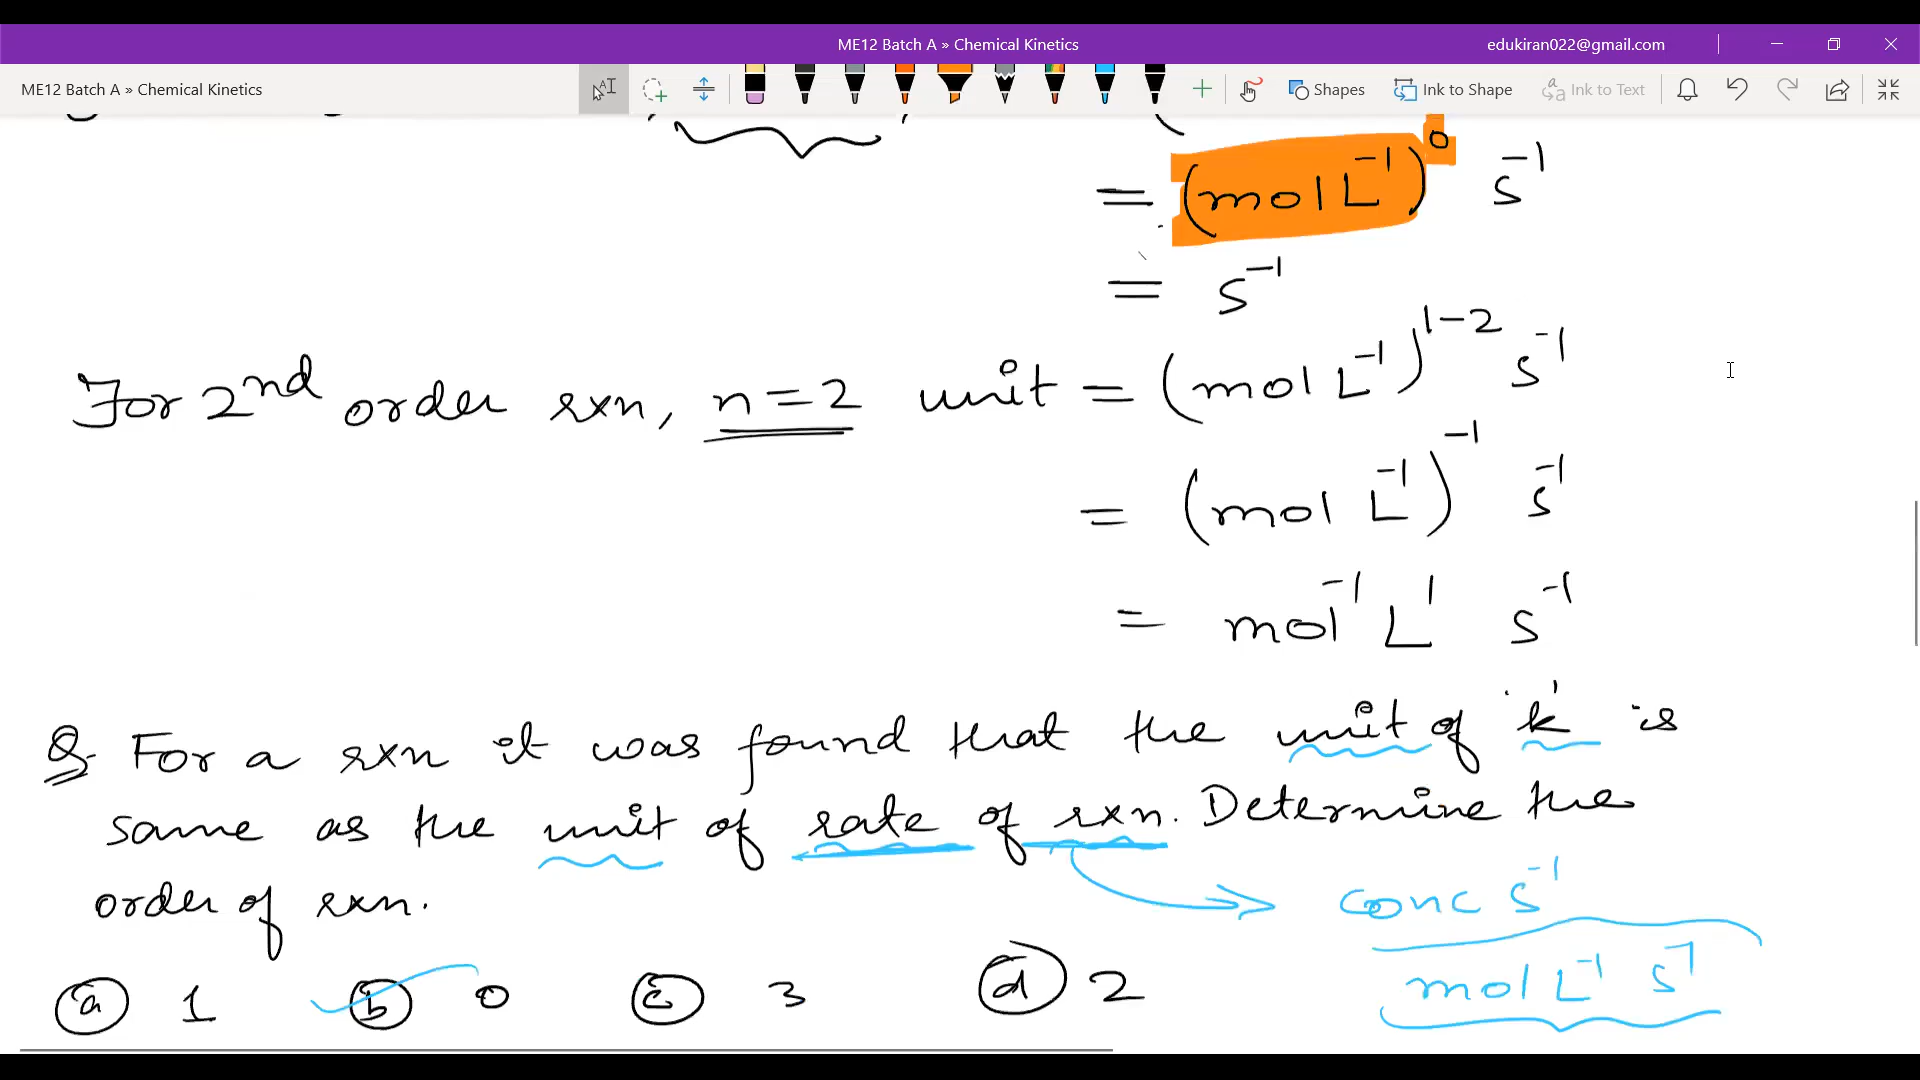 ME12 Batch A » Chemical Kinetics
edukiran022@gmail.com
ME12 Batch A » Chemical Kinetics
Shapes
Ink to Shape
Ink to Text
= (mol L⁻¹)⁰ s⁻¹
= s⁻¹
For 2nd order rxn, n=2 unit = (mol L⁻¹)¹⁻² s⁻¹
= (mol L⁻¹)⁻¹ s⁻¹
= mol⁻¹ L¹ s⁻¹
Q. For a rxn it was found that the unit of 'k' is
same as the unit of rate of rxn. Determine the
order of rxn.
conc s⁻¹
mol L⁻¹ s⁻¹
(a) 1 (b) 0 (c) 3 (d) 2